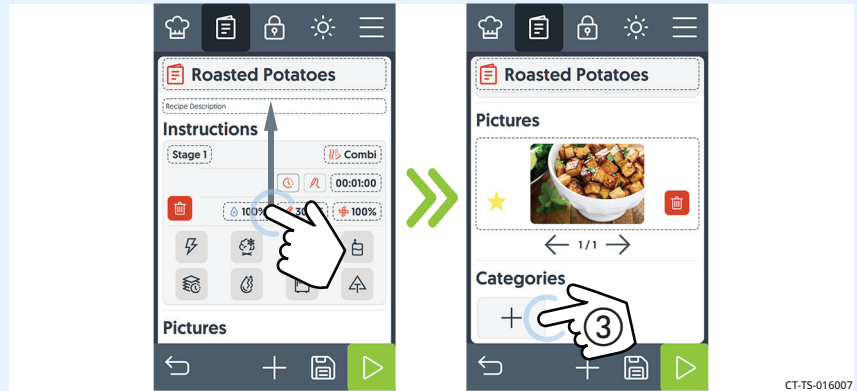 Roasted Potatoes
Recipe Description
Instructions
Stage 1
Combi
00:01:00
100%
30
100%
Pictures
Roasted Potatoes
Pictures
1/1
Categories
3
CT-TS-016007